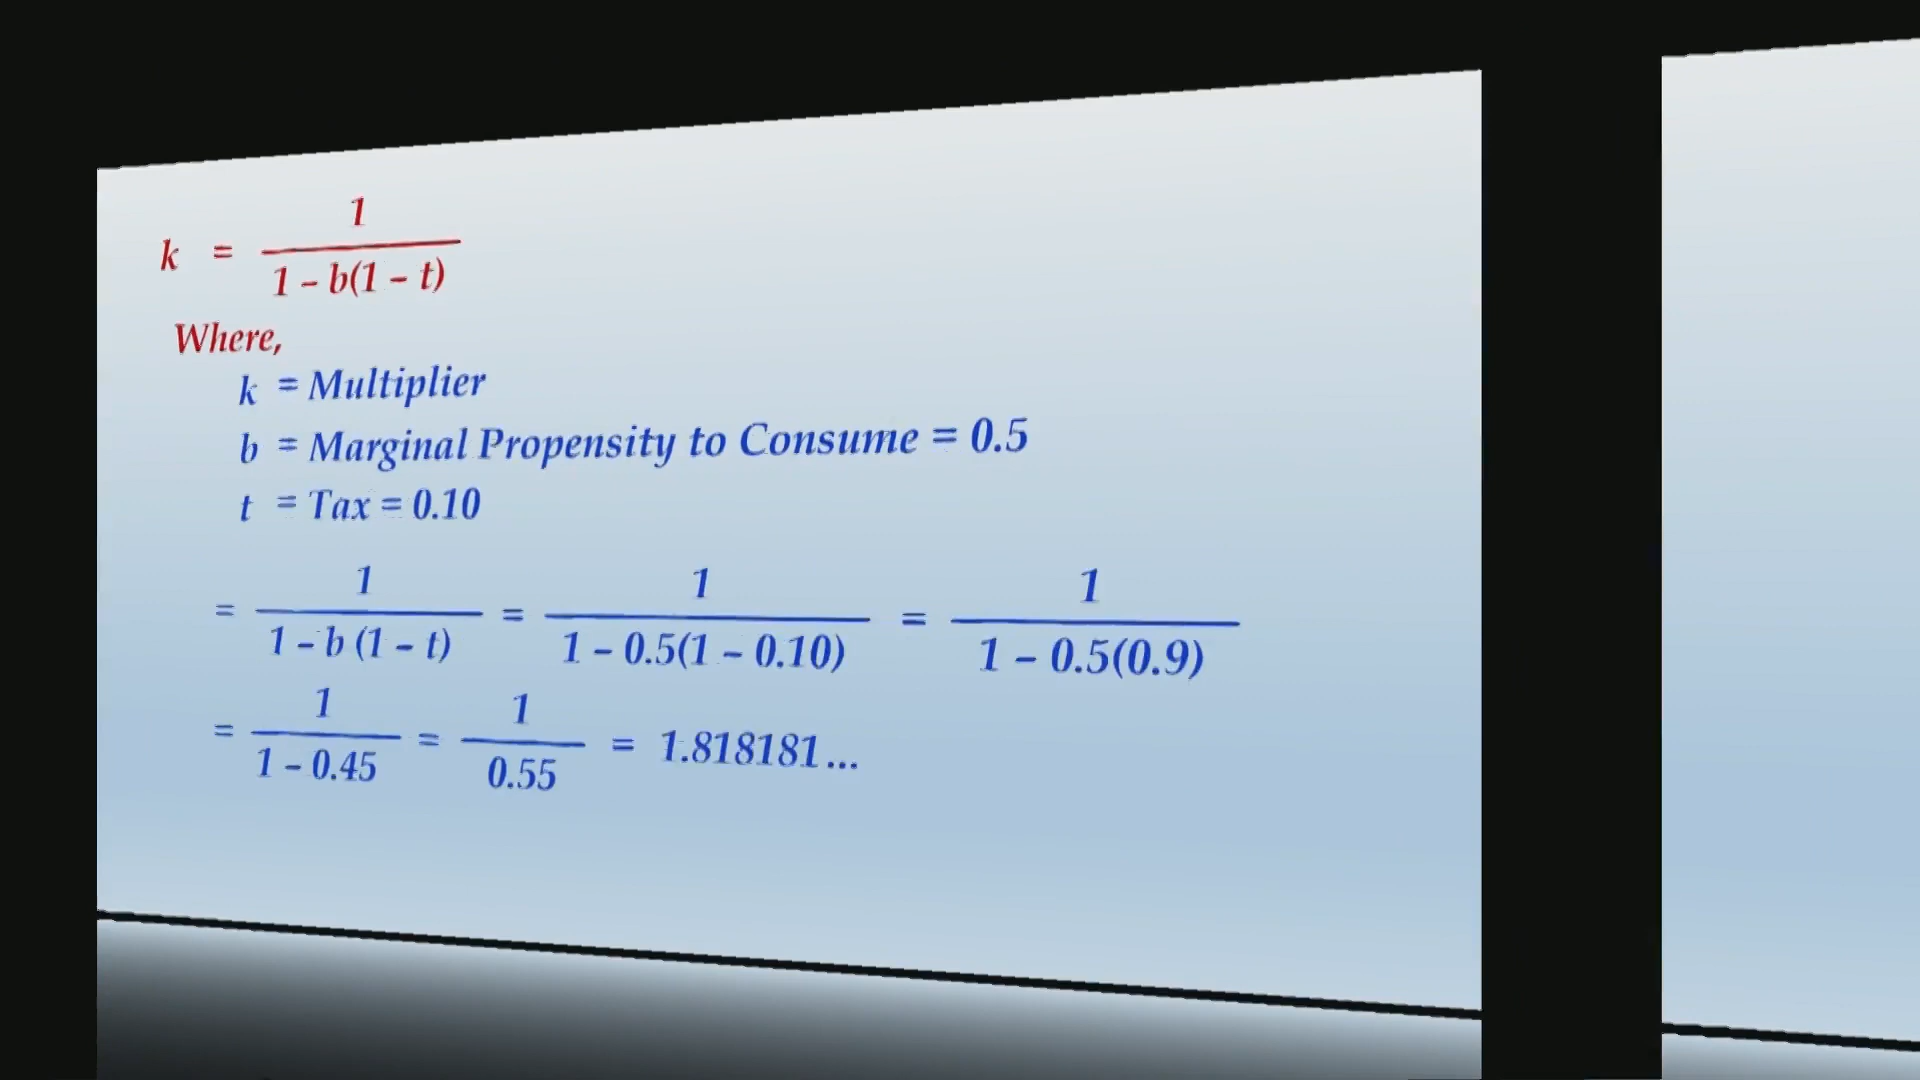 k = 1 / (1 – b(1 – t))
Where,
k = Multiplier
b = Marginal Propensity to Consume = 0.5
t = Tax = 0.10
= 1 / (1 – b (1 – t)) = 1 / (1 – 0.5(1 – 0.10)) = 1 / (1 – 0.5(0.9))
= 1 / (1 – 0.45) = 1 / 0.55 = 1.818181...